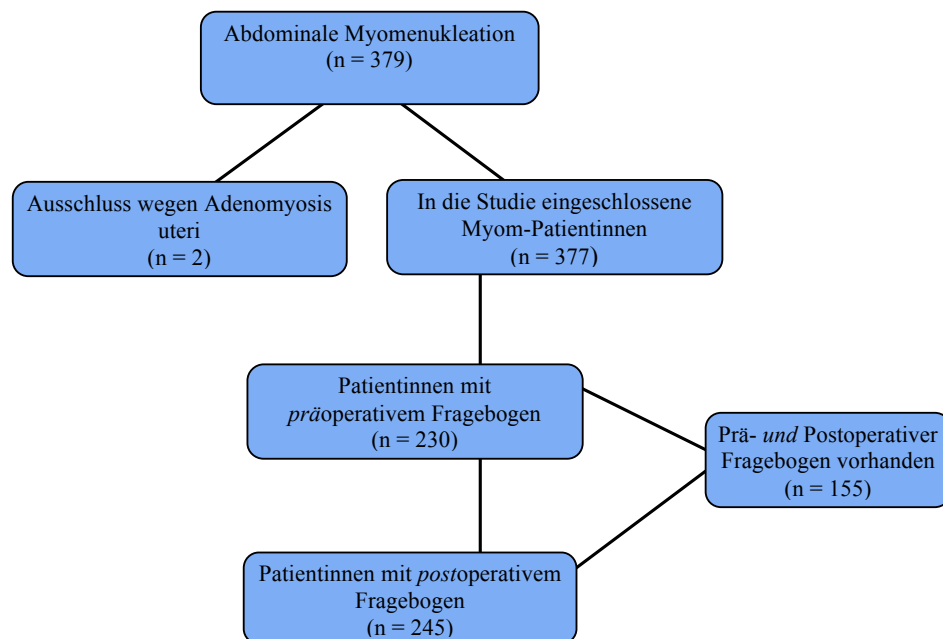 Abdominale Myomenukleation
(n = 379)
Ausschluss wegen Adenomyosis
uteri
(n = 2)
In die Studie eingeschlossene
Myom-Patientinnen
(n = 377)
Patientinnen mit
präoperativem Fragebogen
(n = 230)
Prä- und Postoperativer
Fragebogen vorhanden
(n = 155)
Patientinnen mit postoperativem
Fragebogen
(n = 245)